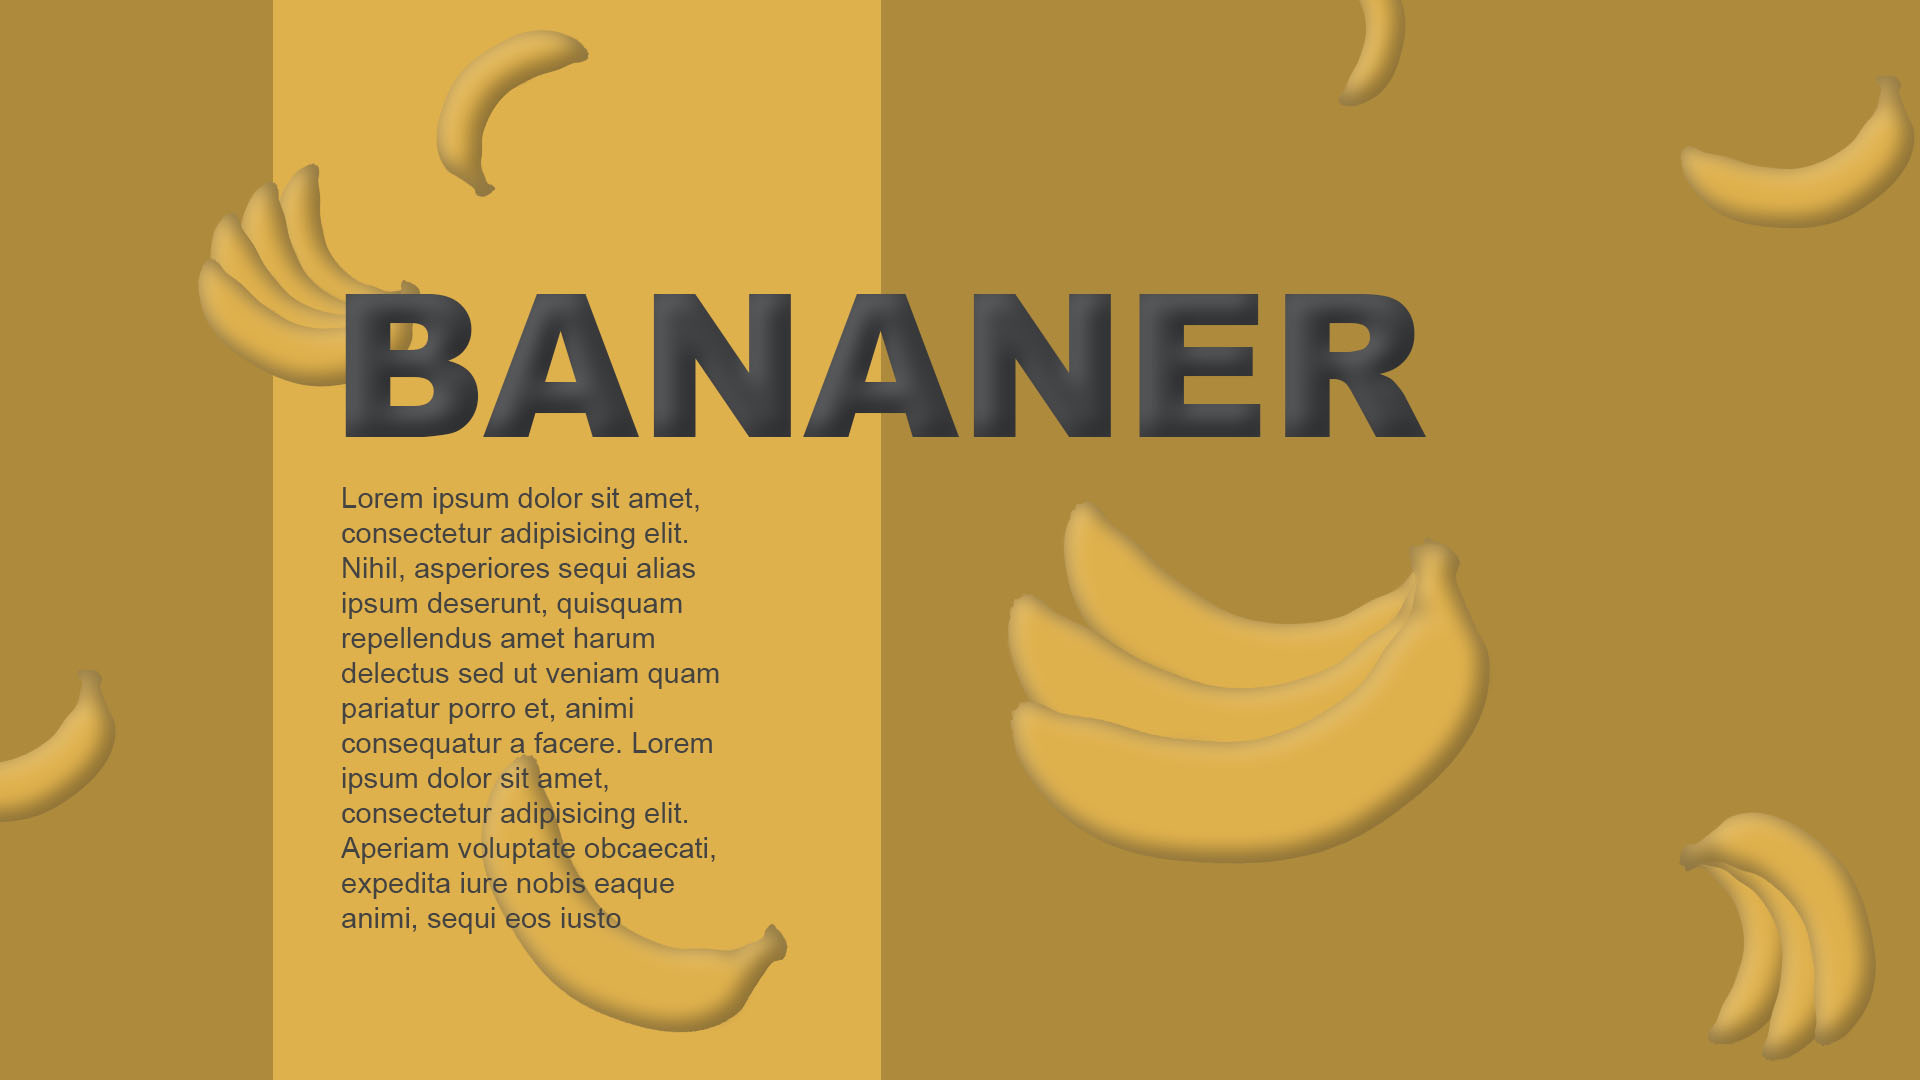 BANANER
Lorem ipsum dolor sit amet,
consectetur adipisicing elit.
Nihil, asperiores sequi alias
ipsum deserunt, quisquam
repellendus amet harum
delectus sed ut veniam quam
pariatur porro et, animi
consequatur a facere. Lorem
ipsum dolor sit amet,
consectetur adipisicing elit.
Aperiam voluptate obcaecati,
expedita iure nobis eaque
animi, sequi eos iusto